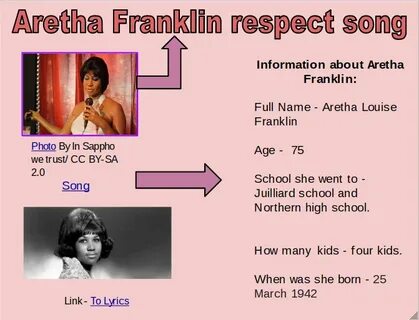 Aretha Franklin respect song
Photo By In Sappho
we trust/ CC BY-SA
2.0
Song
Link - To Lyrics
Information about Aretha
Franklin:
Full Name - Aretha Louise
Franklin
Age - 75
School she went to -
Juilliard school and
Northern high school.
How many kids - four kids.
When was she born - 25
March 1942